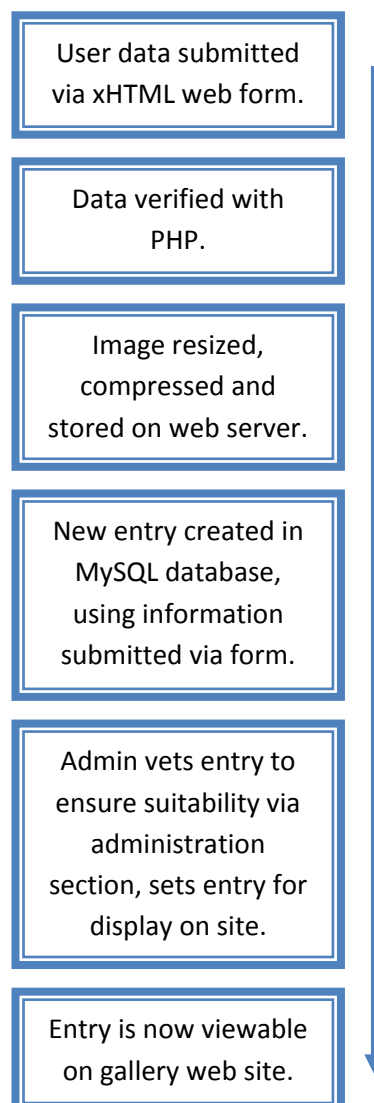 User data submitted
via xHTML web form.
Data verified with
PHP.
Image resized,
compressed and
stored on web server.
New entry created in
MySQL database,
using information
submitted via form.
Admin vets entry to
ensure suitability via
administration
section, sets entry for
display on site.
Entry is now viewable
on gallery web site.